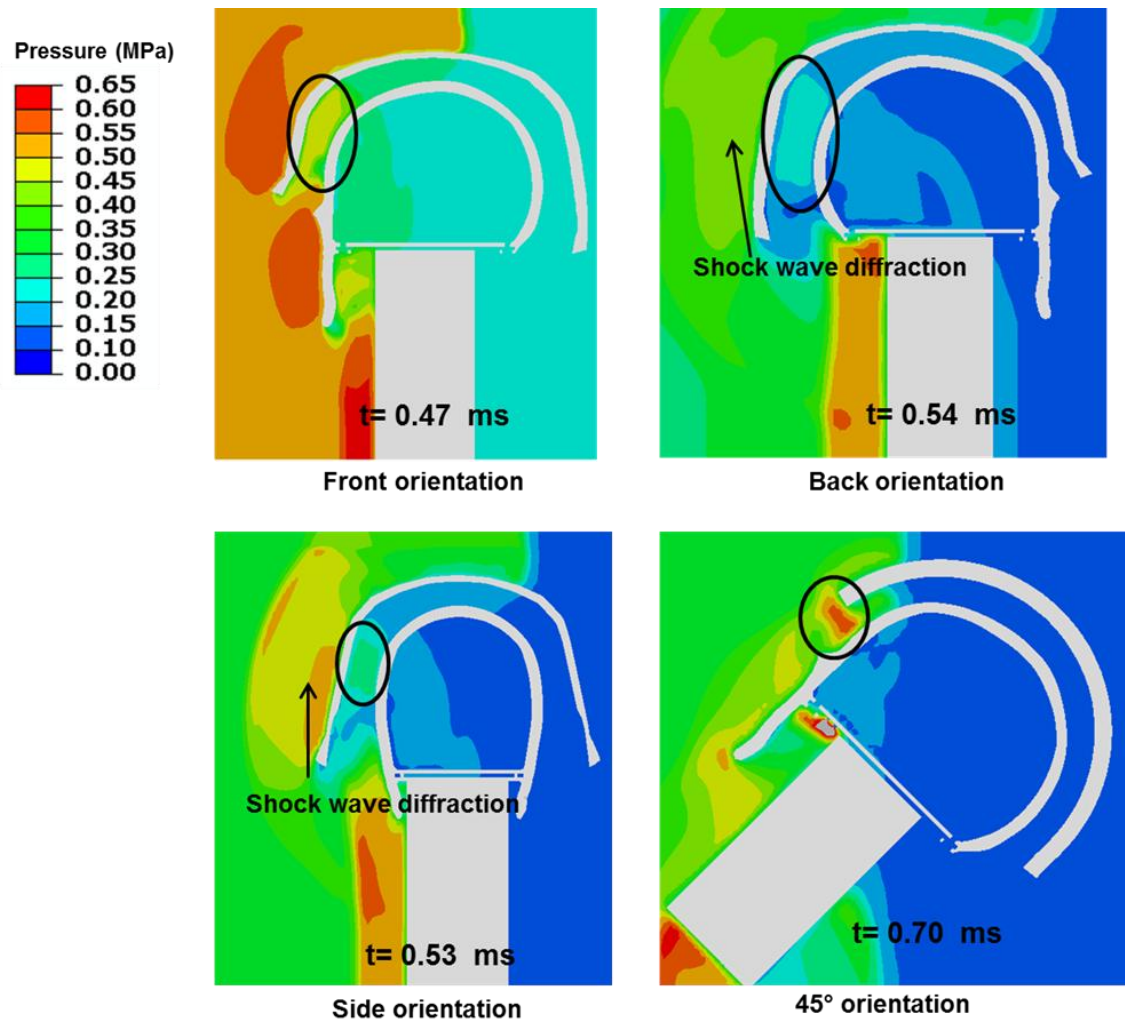 Pressure (MPa)
0.65
0.60
0.55
0.50
0.45
0.40
0.35
0.30
0.25
0.20
0.15
0.10
0.00
t= 0.47 ms
Front orientation
Shock wave diffraction
t= 0.54 ms
Back orientation
Shock wave diffraction
t= 0.53 ms
Side orientation
t= 0.70 ms
45° orientation